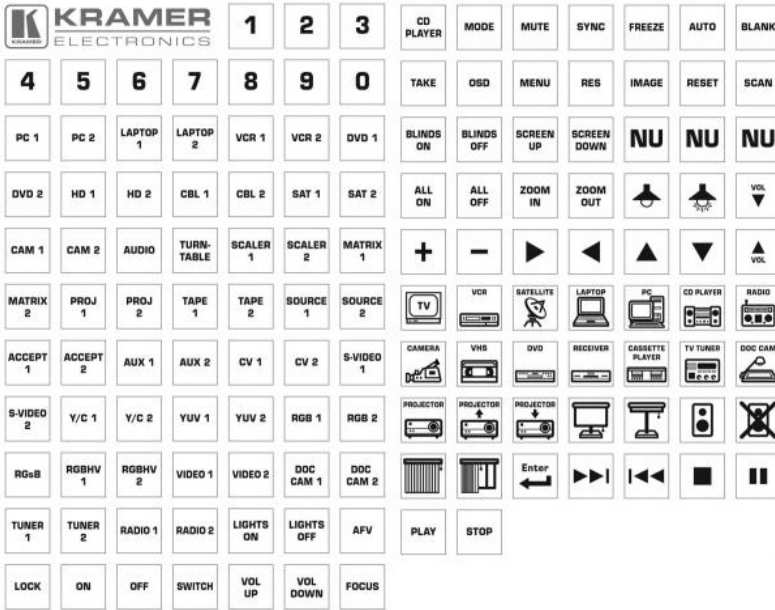 KRAMER
KRAMER
ELECTRONICS
1 2 3
4 5 6 7 8 9 0
PC 1 PC 2 LAPTOP 1 LAPTOP 2 VCR 1 VCR 2 DVD 1
DVD 2 HD 1 HD 2 CBL 1 CBL 2 SAT 1 SAT 2
CAM 1 CAM 2 AUDIO TURN-TABLE SCALER 1 SCALER 2 MATRIX 1
MATRIX 2 PROJ 1 PROJ 2 TAPE 1 TAPE 2 SOURCE 1 SOURCE 2
ACCEPT 1 ACCEPT 2 AUX 1 AUX 2 CV 1 CV 2 S-VIDEO 1
S-VIDEO 2 Y/C 1 Y/C 2 YUV 1 YUV 2 RGB 1 RGB 2
RGsB RGBHV 1 RGBHV 2 VIDEO 1 VIDEO 2 DOC CAM 1 DOC CAM 2
TUNER 1 TUNER 2 RADIO 1 RADIO 2 LIGHTS ON LIGHTS OFF AFV
LOCK ON OFF SWITCH VOL UP VOL DOWN FOCUS
CD PLAYER MODE MUTE SYNC FREEZE AUTO BLANK
TAKE OSD MENU RES IMAGE RESET SCAN
BLINDS ON BLINDS OFF SCREEN UP SCREEN DOWN NU NU NU
ALL ON ALL OFF ZOOM IN ZOOM OUT VOL
+ − VOL
TV VCR SATELLITE LAPTOP PC CD PLAYER RADIO
CAMERA VHS DVD RECEIVER CASSETTE PLAYER TV TUNER DOC CAM
PROJECTOR PROJECTOR PROJECTOR
Enter
PLAY STOP